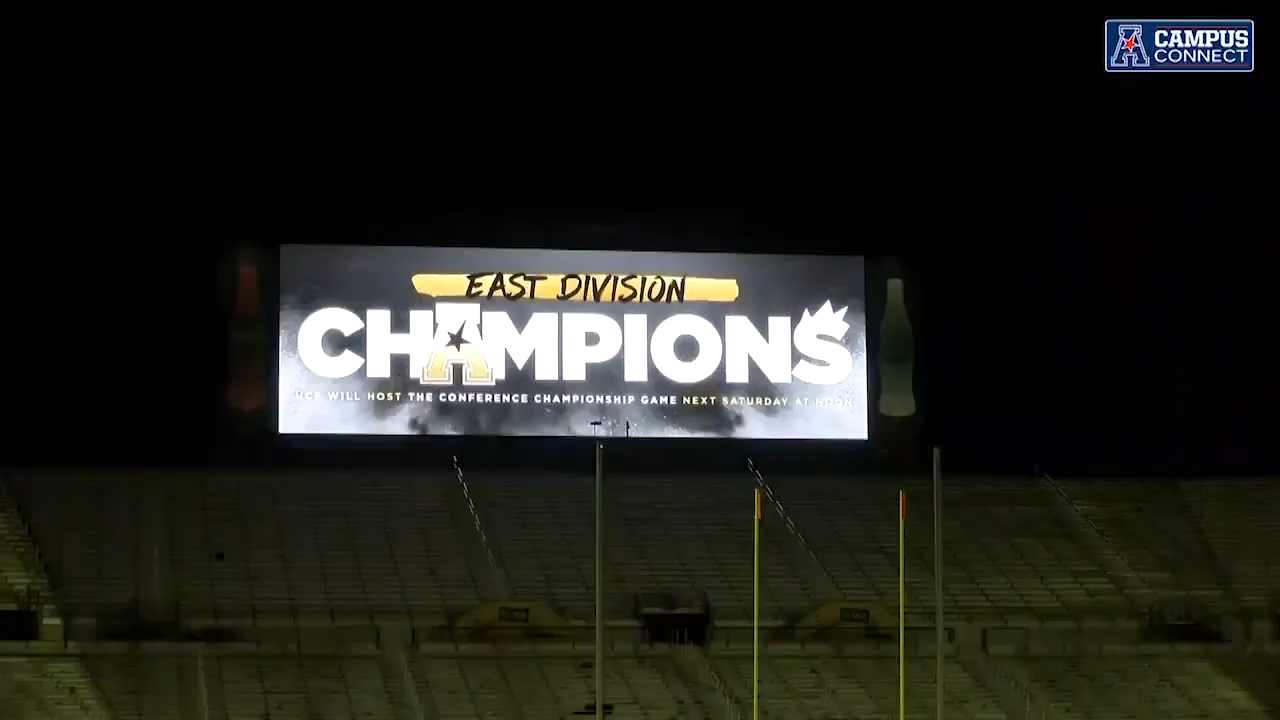 CAMPUS
CONNECT
EAST DIVISION
CHAMPIONS
UCF WILL HOST THE CONFERENCE CHAMPIONSHIP GAME NEXT SATURDAY AT NOON